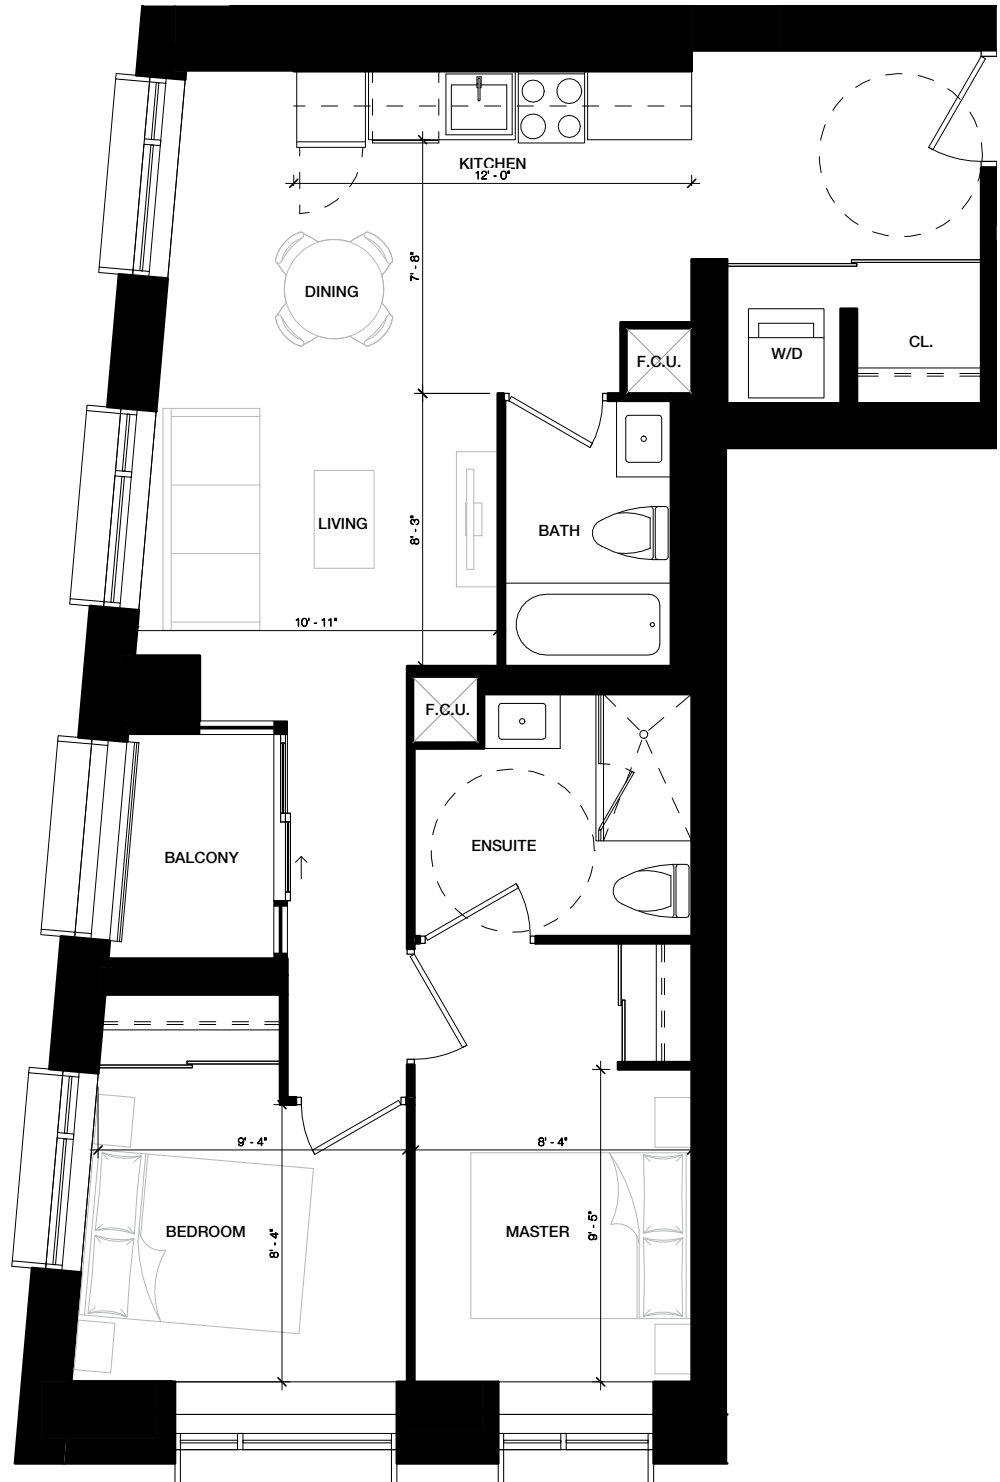 KITCHEN
12' - 0"
7' - 8"
DINING
F.C.U.
W/D
CL.
LIVING
8' - 3"
BATH
10' - 11"
F.C.U.
BALCONY
ENSUITE
9' - 4"
8' - 4"
BEDROOM
8' - 4"
MASTER
9' - 5"